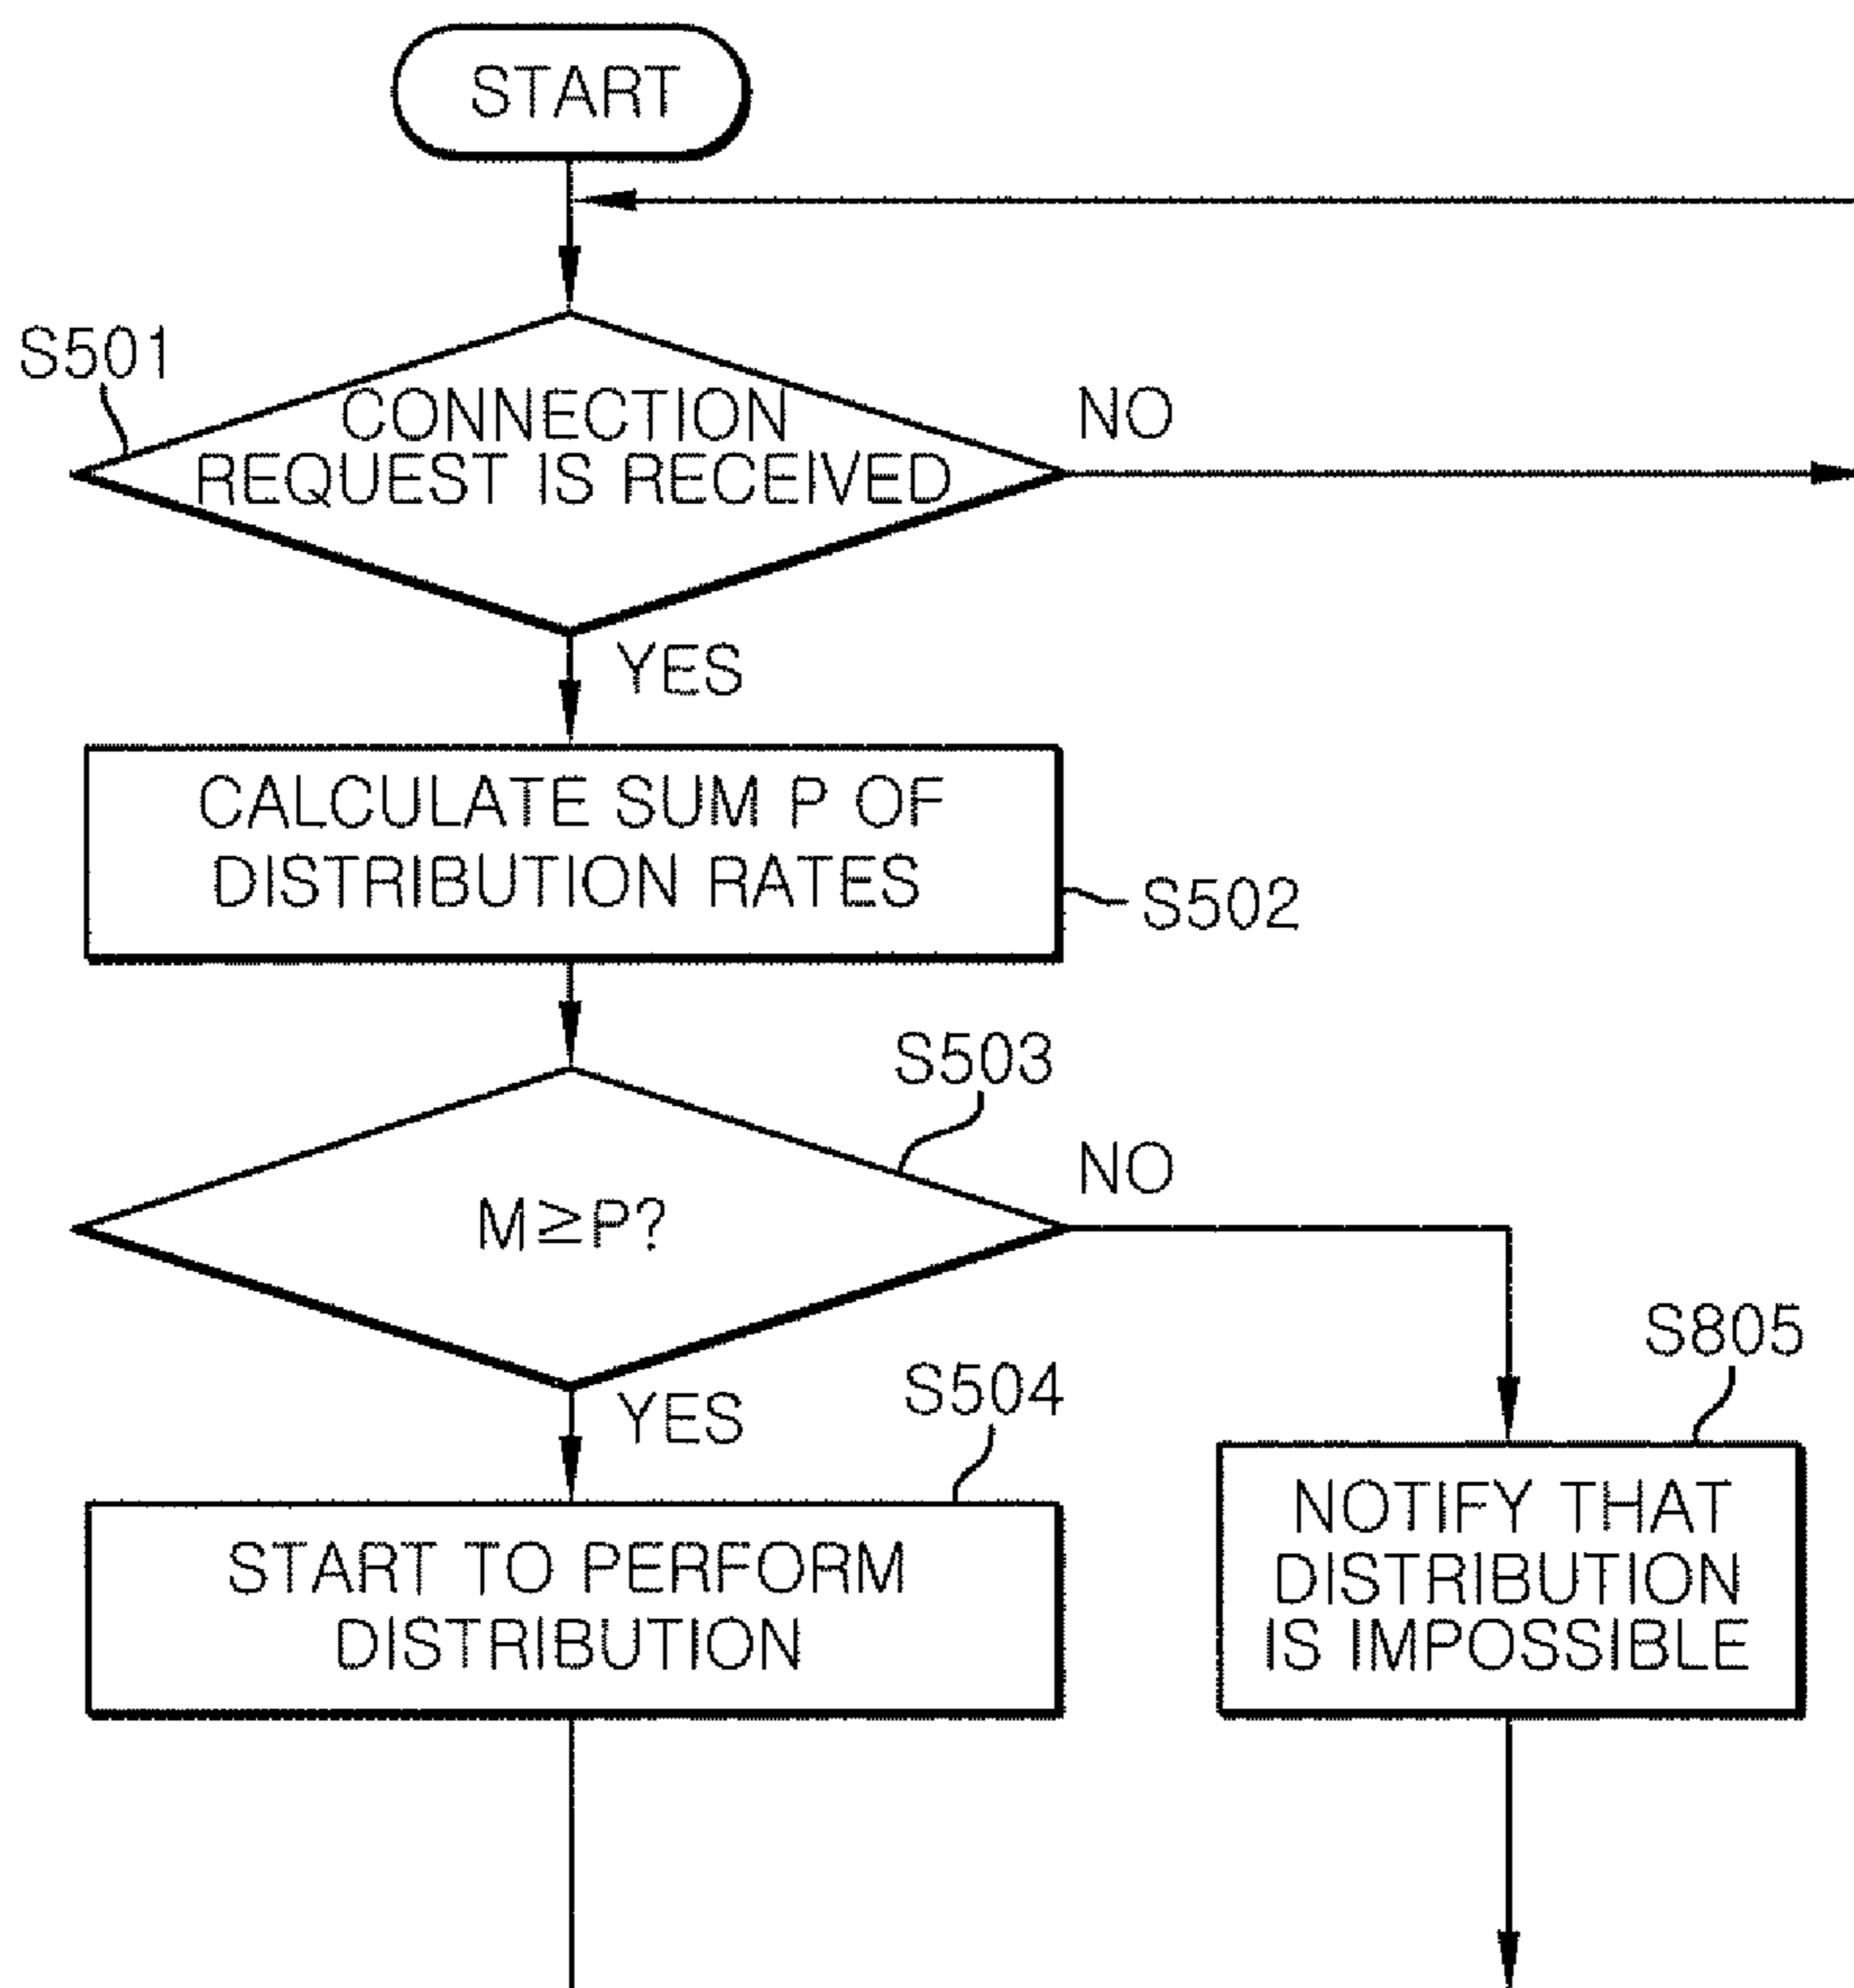 START
S501
CONNECTION
REQUEST IS RECEIVED
NO
YES
CALCULATE SUM P OF
DISTRIBUTION RATES
S502
S503
M≥P?
NO
YES
S504
START TO PERFORM
DISTRIBUTION
S805
NOTIFY THAT
DISTRIBUTION
IS IMPOSSIBLE